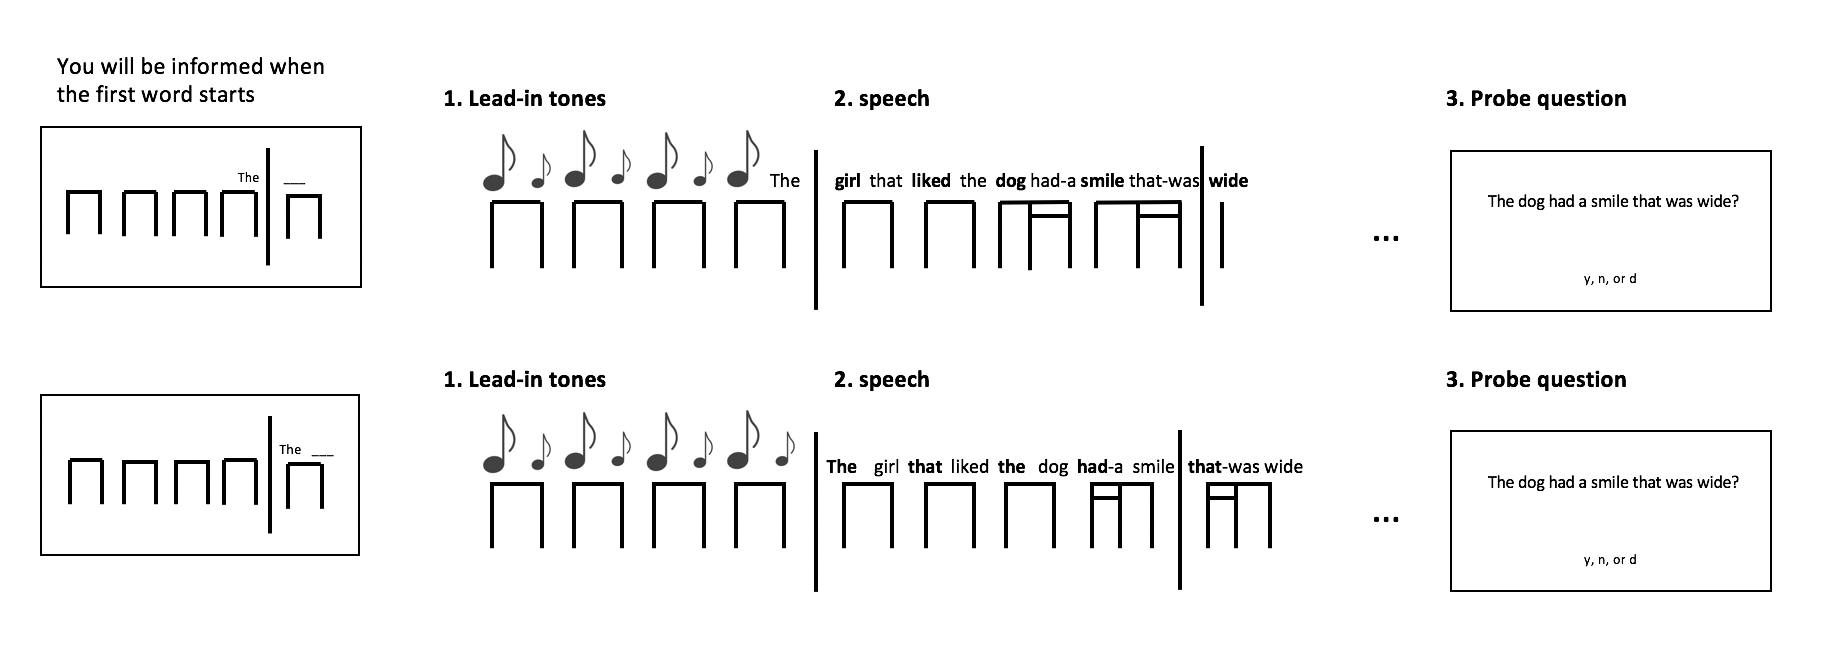 You will be informed when
the first word starts
The ___
1. Lead-in tones
2. speech
3. Probe question
The girl that liked the dog had-a smile that-was wide
...
The dog had a smile that was wide?
y, n, or d
The ___
1. Lead-in tones
2. speech
3. Probe question
The girl that liked the dog had-a smile that-was wide
...
The dog had a smile that was wide?
y, n, or d